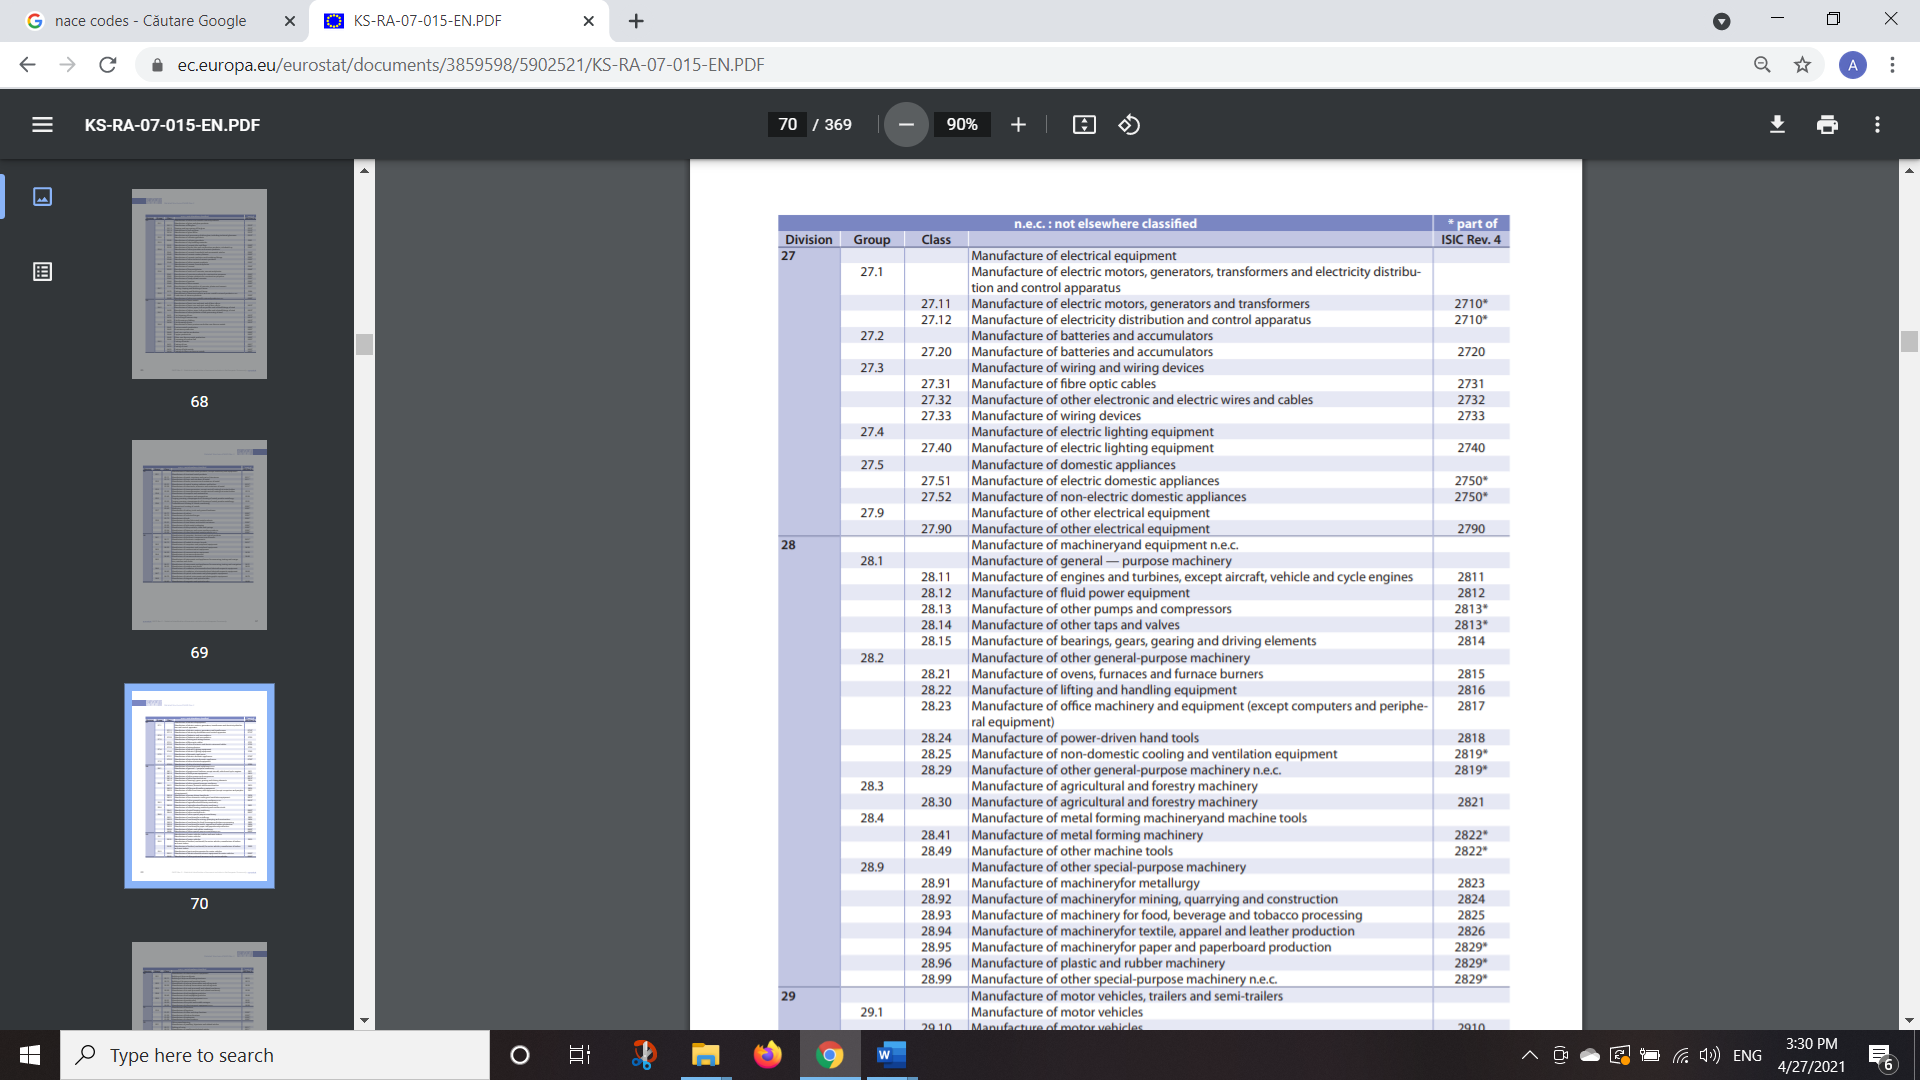 nace codes - Căutare Google
KS-RA-07-015-EN.PDF
ec.europa.eu/eurostat/documents/3859598/5902521/KS-RA-07-015-EN.PDF
A
KS-RA-07-015-EN.PDF
70 / 369
90%
68
69
70
n.e.c. : not elsewhere classified * part of
Division Group Class ISIC Rev. 4
27 Manufacture of electrical equipment
27.1 Manufacture of electric motors, generators, transformers and electricity distribu-
tion and control apparatus
27.11 Manufacture of electric motors, generators and transformers 2710*
27.12 Manufacture of electricity distribution and control apparatus 2710*
27.2 Manufacture of batteries and accumulators
27.20 Manufacture of batteries and accumulators 2720
27.3 Manufacture of wiring and wiring devices
27.31 Manufacture of fibre optic cables 2731
27.32 Manufacture of other electronic and electric wires and cables 2732
27.33 Manufacture of wiring devices 2733
27.4 Manufacture of electric lighting equipment
27.40 Manufacture of electric lighting equipment 2740
27.5 Manufacture of domestic appliances
27.51 Manufacture of electric domestic appliances 2750*
27.52 Manufacture of non-electric domestic appliances 2750*
27.9 Manufacture of other electrical equipment
27.90 Manufacture of other electrical equipment 2790
28 Manufacture of machineryand equipment n.e.c.
28.1 Manufacture of general — purpose machinery
28.11 Manufacture of engines and turbines, except aircraft, vehicle and cycle engines 2811
28.12 Manufacture of fluid power equipment 2812
28.13 Manufacture of other pumps and compressors 2813*
28.14 Manufacture of other taps and valves 2813*
28.15 Manufacture of bearings, gears, gearing and driving elements 2814
28.2 Manufacture of other general-purpose machinery
28.21 Manufacture of ovens, furnaces and furnace burners 2815
28.22 Manufacture of lifting and handling equipment 2816
28.23 Manufacture of office machinery and equipment (except computers and periphe- 2817
ral equipment)
28.24 Manufacture of power-driven hand tools 2818
28.25 Manufacture of non-domestic cooling and ventilation equipment 2819*
28.29 Manufacture of other general-purpose machinery n.e.c. 2819*
28.3 Manufacture of agricultural and forestry machinery
28.30 Manufacture of agricultural and forestry machinery 2821
28.4 Manufacture of metal forming machineryand machine tools
28.41 Manufacture of metal forming machinery 2822*
28.49 Manufacture of other machine tools 2822*
28.9 Manufacture of other special-purpose machinery
28.91 Manufacture of machineryfor metallurgy 2823
28.92 Manufacture of machineryfor mining, quarrying and construction 2824
28.93 Manufacture of machinery for food, beverage and tobacco processing 2825
28.94 Manufacture of machineryfor textile, apparel and leather production 2826
28.95 Manufacture of machineryfor paper and paperboard production 2829*
28.96 Manufacture of plastic and rubber machinery 2829*
28.99 Manufacture of other special-purpose machinery n.e.c. 2829*
29 Manufacture of motor vehicles, trailers and semi-trailers
29.1 Manufacture of motor vehicles
29.10 Manufacture of motor vehicles 2910
Type here to search
W
ENG
3:30 PM
4/27/2021
6